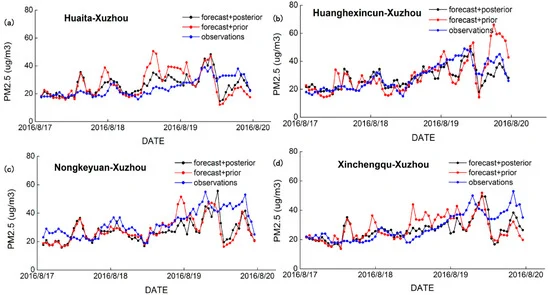 (a)
Huaita-Xuzhou
forecast+posterior
forecast+prior
observations
PM2.5 (ug/m3)
80
60
40
20
0
2016/8/17 2016/8/18 2016/8/19 2016/8/20
DATE
(b)
Huanghexincun-Xuzhou
forecast+posterior
forecast+prior
observations
PM2.5 (ug/m3)
80
60
40
20
0
2016/8/17 2016/8/18 2016/8/19 2016/8/20
DATE
(c)
Nongkeyuan-Xuzhou
forecast+posterior
forecast+prior
observations
PM2.5 (ug/m3)
80
60
40
20
0
2016/8/17 2016/8/18 2016/8/19 2016/8/20
DATE
(d)
Xinchengqu-Xuzhou
forecast+posterior
forecast+prior
observations
PM2.5 (ug/m3)
80
60
40
20
0
2016/8/17 2016/8/18 2016/8/19 2016/8/20
DATE